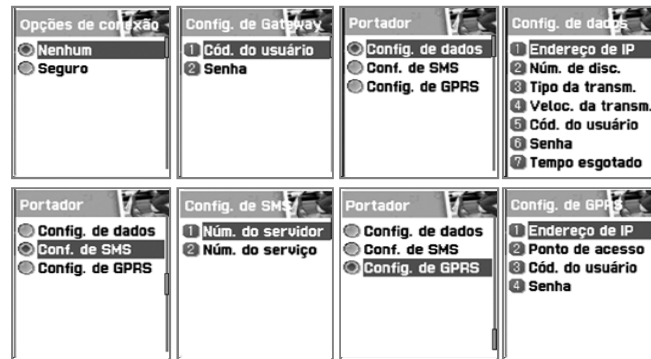 Opções de conexão
Nenhum
Seguro
Config. de Gateway
1 Cód. do usuário
2 Senha
Portador
Config. de dados
Conf. de SMS
Config. de GPRS
Config. de dados
1 Endereço de IP
2 Núm. de disc.
3 Tipo da transm.
4 Veloc. da transm.
5 Cód. do usuário
6 Senha
7 Tempo esgotado
Portador
Config. de dados
Conf. de SMS
Config. de GPRS
Config. de SMS
1 Núm. do servidor
2 Núm. do serviço
Portador
Config. de dados
Conf. de SMS
Config. de GPRS
Config. de GPRS
1 Endereço de IP
2 Ponto de acesso
3 Cód. do usuário
4 Senha